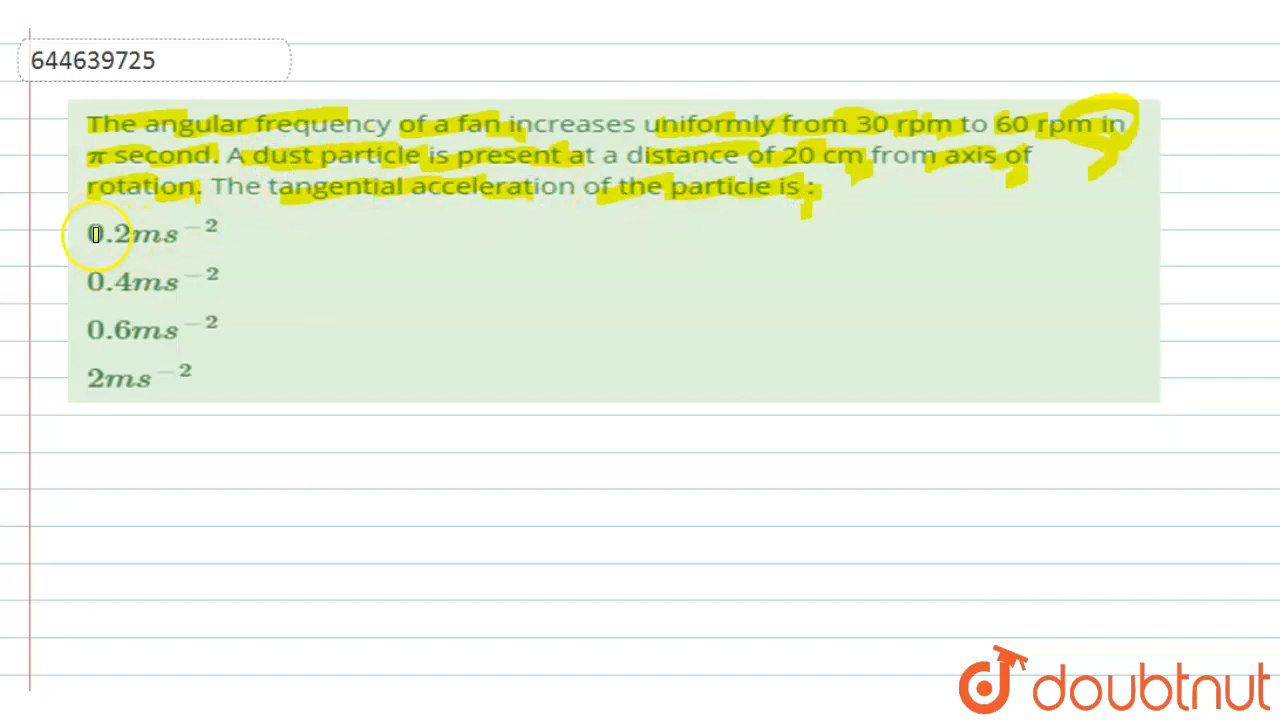 644639725
The angular frequency of a fan increases uniformly from 30 rpm to 60 rpm in
π second. A dust particle is present at a distance of 20 cm from axis of
rotation. The tangential acceleration of the particle is :
0.2ms⁻²
0.4ms⁻²
0.6ms⁻²
2ms⁻²
doubtnut